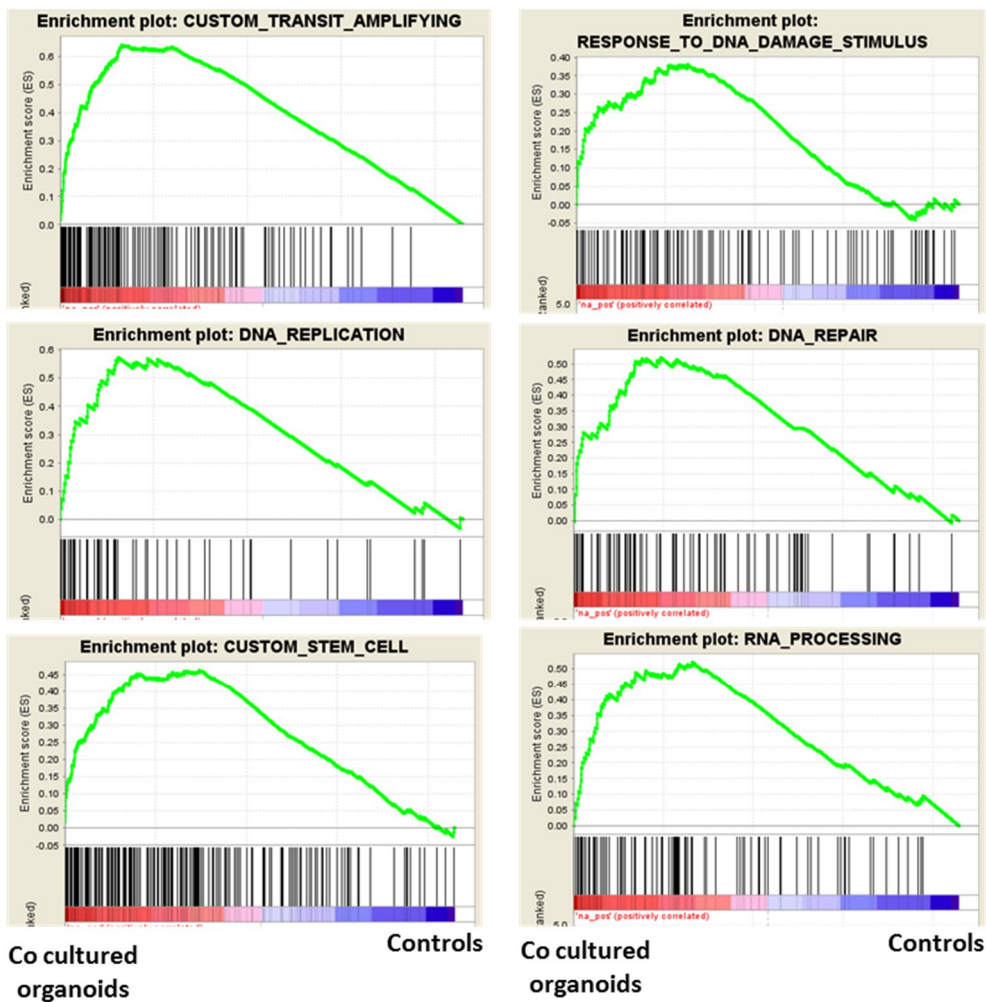 Enrichment plot: CUSTOM_TRANSIT_AMPLIFYING
Enrichment score (ES)
0.6
0.5
0.4
0.3
0.2
0.1
0.0
'na_pos' (positively correlated)
Enrichment plot:
RESPONSE_TO_DNA_DAMAGE_STIMULUS
Enrichment score (ES)
0.40
0.35
0.30
0.25
0.20
0.15
0.10
0.05
0.00
-0.05
5.0
'na_pos' (positively correlated)
Enrichment plot: DNA_REPLICATION
Enrichment score (ES)
0.6
0.5
0.4
0.3
0.2
0.1
0.0
Enrichment plot: DNA_REPAIR
Enrichment score (ES)
0.50
0.45
0.40
0.35
0.30
0.25
0.20
0.15
0.10
0.05
0.00
'na_pos' (positively correlated)
Enrichment plot: CUSTOM_STEM_CELL
Enrichment score (ES)
0.45
0.40
0.35
0.30
0.25
0.20
0.15
0.10
0.05
0.00
-0.05
Enrichment plot: RNA_PROCESSING
Enrichment score (ES)
0.50
0.45
0.40
0.35
0.30
0.25
0.20
0.15
0.10
0.05
0.00
'na_pos' (positively correlated)
Co cultured
organoids
Controls
Co cultured
organoids
Controls